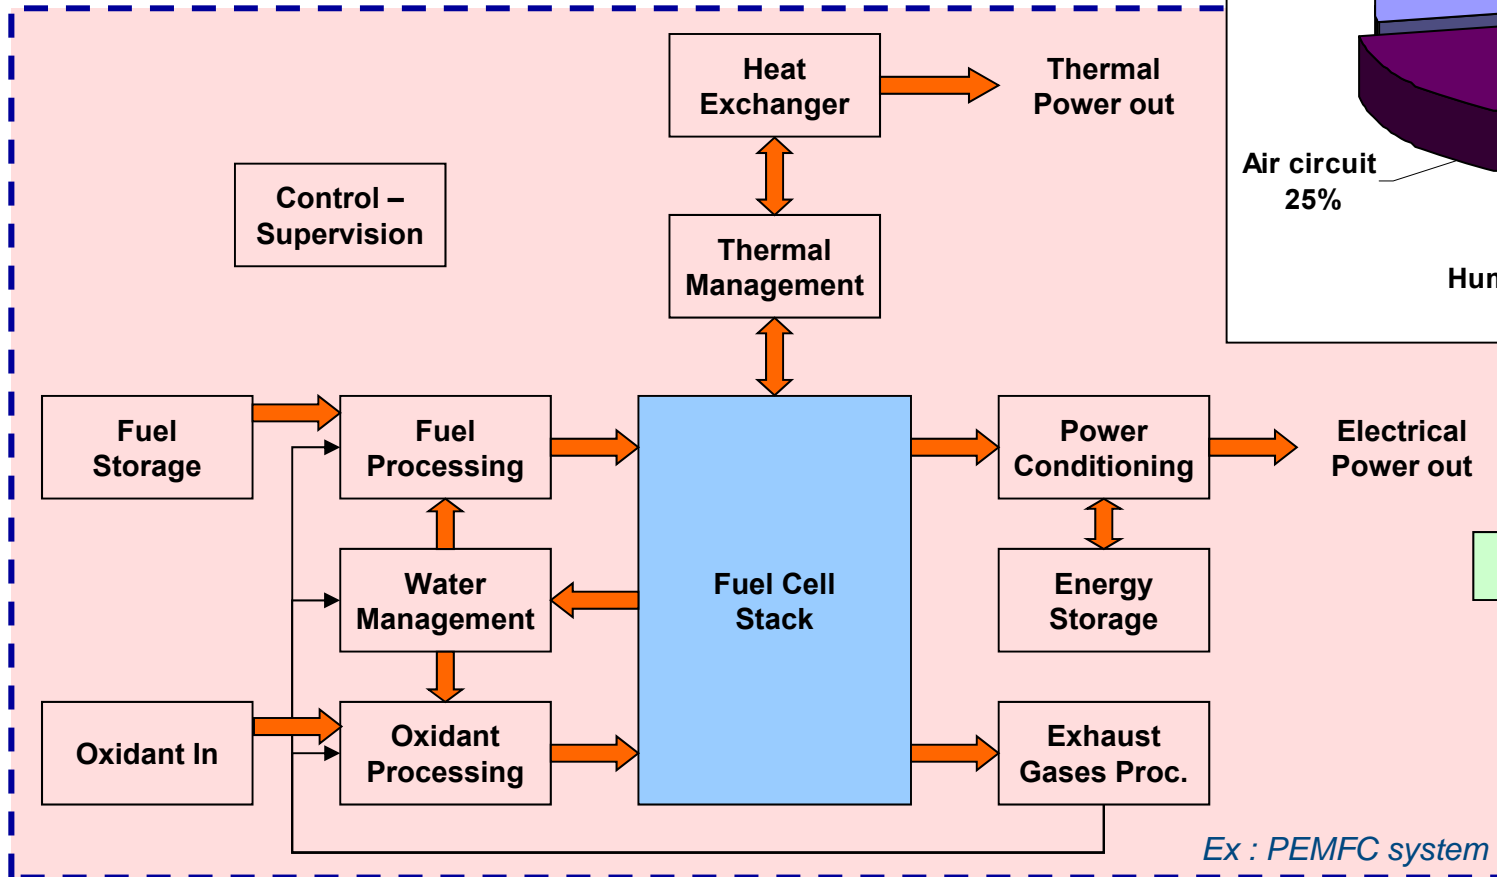 Heat
Exchanger
Thermal
Power out
Air circuit
25%
Control –
Supervision
Thermal
Management
Fuel
Storage
Fuel
Processing
Power
Conditioning
Electrical
Power out
Water
Management
Fuel Cell
Stack
Energy
Storage
Oxidant In
Oxidant
Processing
Exhaust
Gases Proc.
Ex : PEMFC system